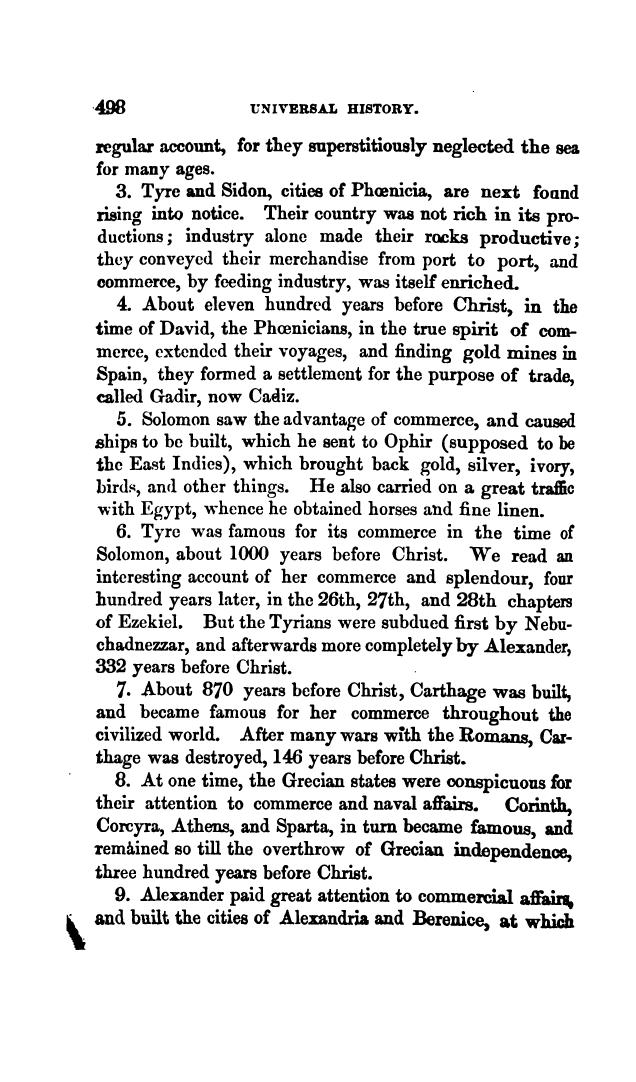 498 UNIVERSAL HISTORY.
regular account, for they superstitiously neglected the sea
for many ages.
3. Tyre and Sidon, cities of Phœnicia, are next found
rising into notice. Their country was not rich in its pro-
ductions; industry alone made their rocks productive;
they conveyed their merchandise from port to port, and
commerce, by feeding industry, was itself enriched.
4. About eleven hundred years before Christ, in the
time of David, the Phœnicians, in the true spirit of com-
merce, extended their voyages, and finding gold mines in
Spain, they formed a settlement for the purpose of trade,
called Gadir, now Cadiz.
5. Solomon saw the advantage of commerce, and caused
ships to be built, which he sent to Ophir (supposed to be
the East Indies), which brought back gold, silver, ivory,
birds, and other things. He also carried on a great traffic
with Egypt, whence he obtained horses and fine linen.
6. Tyre was famous for its commerce in the time of
Solomon, about 1000 years before Christ. We read an
interesting account of her commerce and splendour, four
hundred years later, in the 26th, 27th, and 28th chapters
of Ezekiel. But the Tyrians were subdued first by Nebu-
chadnezzar, and afterwards more completely by Alexander,
332 years before Christ.
7. About 870 years before Christ, Carthage was built,
and became famous for her commerce throughout the
civilized world. After many wars with the Romans, Car-
thage was destroyed, 146 years before Christ.
8. At one time, the Grecian states were conspicuous for
their attention to commerce and naval affairs. Corinth,
Corcyra, Athens, and Sparta, in turn became famous, and
remained so till the overthrow of Grecian independence,
three hundred years before Christ.
9. Alexander paid great attention to commercial affairs,
and built the cities of Alexandria and Berenice, at which